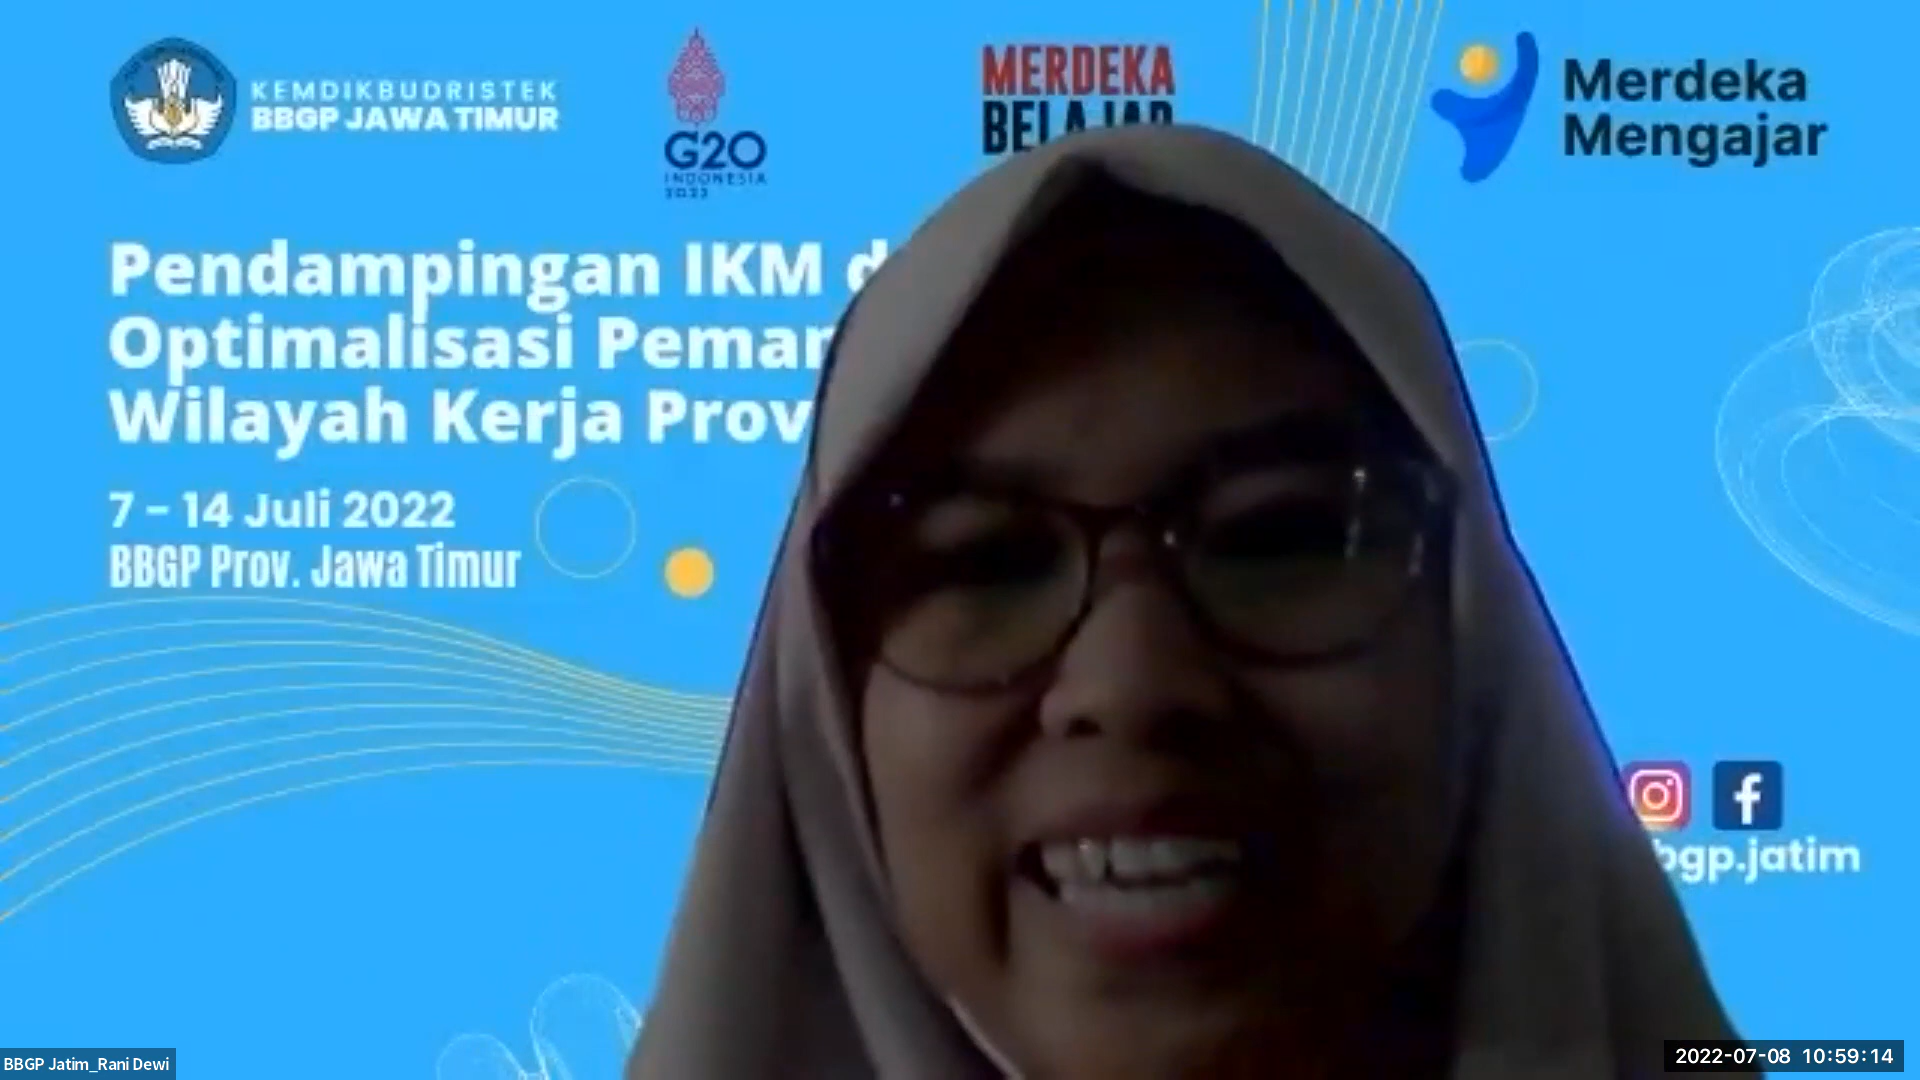 KEMDIKBUDRISTEK
BBGP JAWA TIMUR
G20
INDONESIA
2022
MERDEKA
Merdeka
Mengajar
Pendampingan IKM
Optimalisasi
Wilayah Kerja
7 - 14 Juli 2022
BBGP Prov. Jawa Timur
bgp.jatim
BBGP Jatim_Rani Dewi
2022-07-08 10:59:14